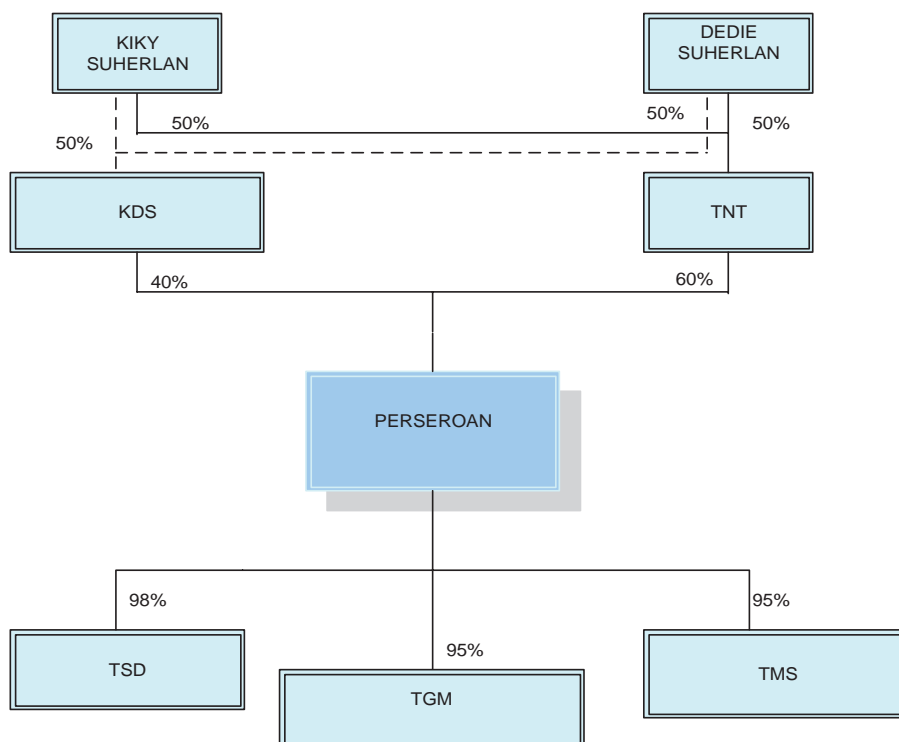 KIKY
SUHERLAN
DEDIE
SUHERLAN
50%
50%
50%
50%
KDS
TNT
40%
60%
PERSEROAN
98%
95%
95%
TSD
TGM
TMS